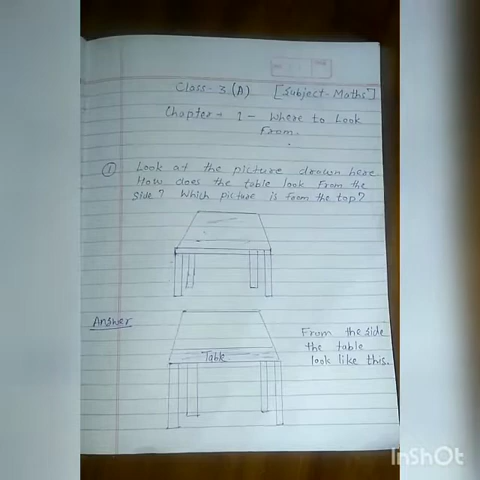 Class-3(A) [Subject-Maths]
Chapter- 1- Where to Look
From.
① Look at the picture drawn here
How does the table look From the
side? Which picture is from the top?
Answer
From the side
the table
look like this.
Table
InShOt